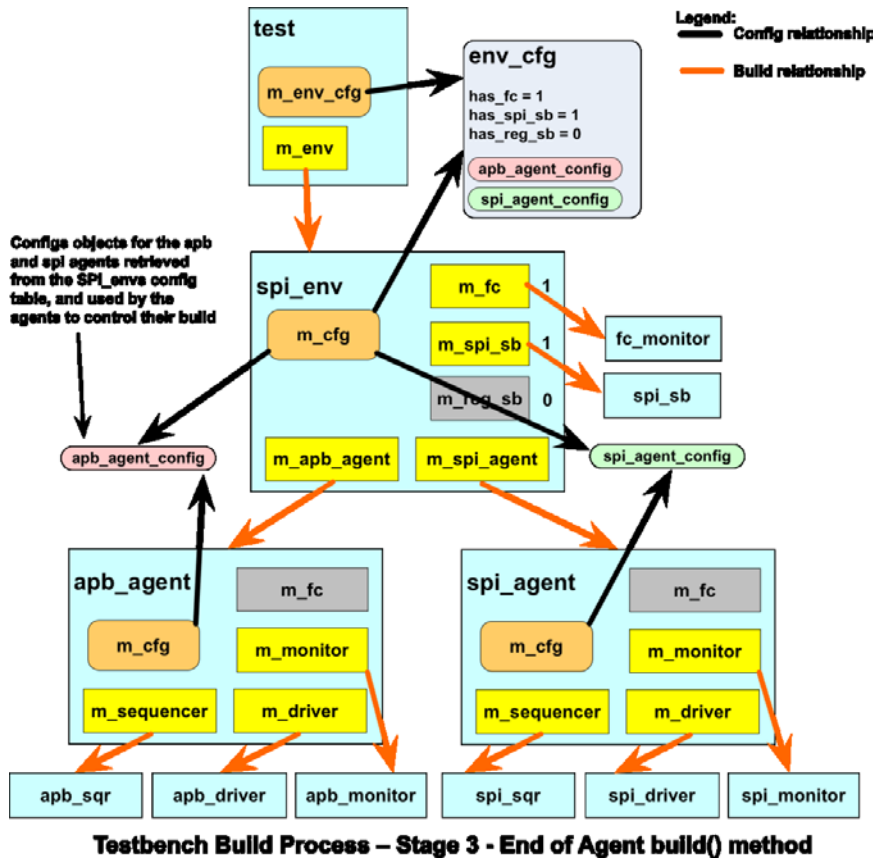 Legend:
Config relationship
Build relationship
test
m_env_cfg
m_env
env_cfg
has_fc = 1
has_spi_sb = 1
has_reg_sb = 0
apb_agent_config
spi_agent_config
Configs objects for the apb
and spi agents retrieved
from the SPI_envs config
table, and used by the
agents to control their build
spi_env
m_cfg
m_fc 1
m_spi_sb 1
m_reg_sb 0
m_apb_agent
m_spi_agent
fc_monitor
spi_sb
apb_agent_config
spi_agent_config
apb_agent
m_fc
m_cfg
m_monitor
m_sequencer
m_driver
spi_agent
m_fc
m_cfg
m_monitor
m_sequencer
m_driver
apb_sqr
apb_driver
apb_monitor
spi_sqr
spi_driver
spi_monitor
Testbench Build Process – Stage 3 - End of Agent build() method